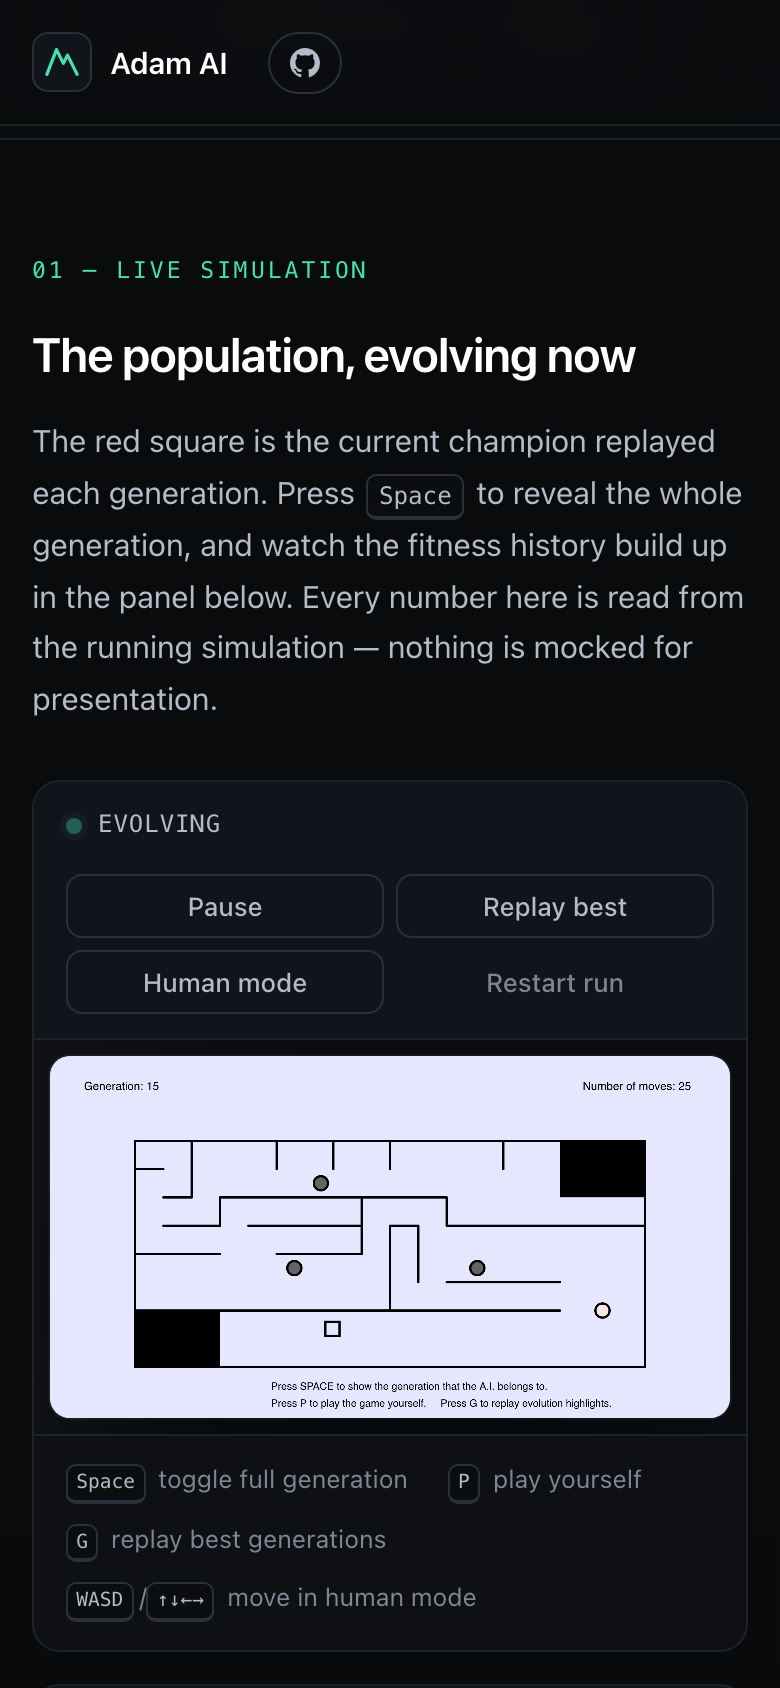 Adam AI
01 — LIVE SIMULATION
The population, evolving now
The red square is the current champion replayed
each generation. Press Space to reveal the whole
generation, and watch the fitness history build up
in the panel below. Every number here is read from
the running simulation — nothing is mocked for
presentation.
EVOLVING
Pause Replay best
Human mode Restart run
Generation: 15 Number of moves: 25
Press SPACE to show the generation that the A.I. belongs to.
Press P to play the game yourself. Press G to replay evolution highlights.
Space toggle full generation P play yourself
G replay best generations
WASD / ↑↓←→ move in human mode